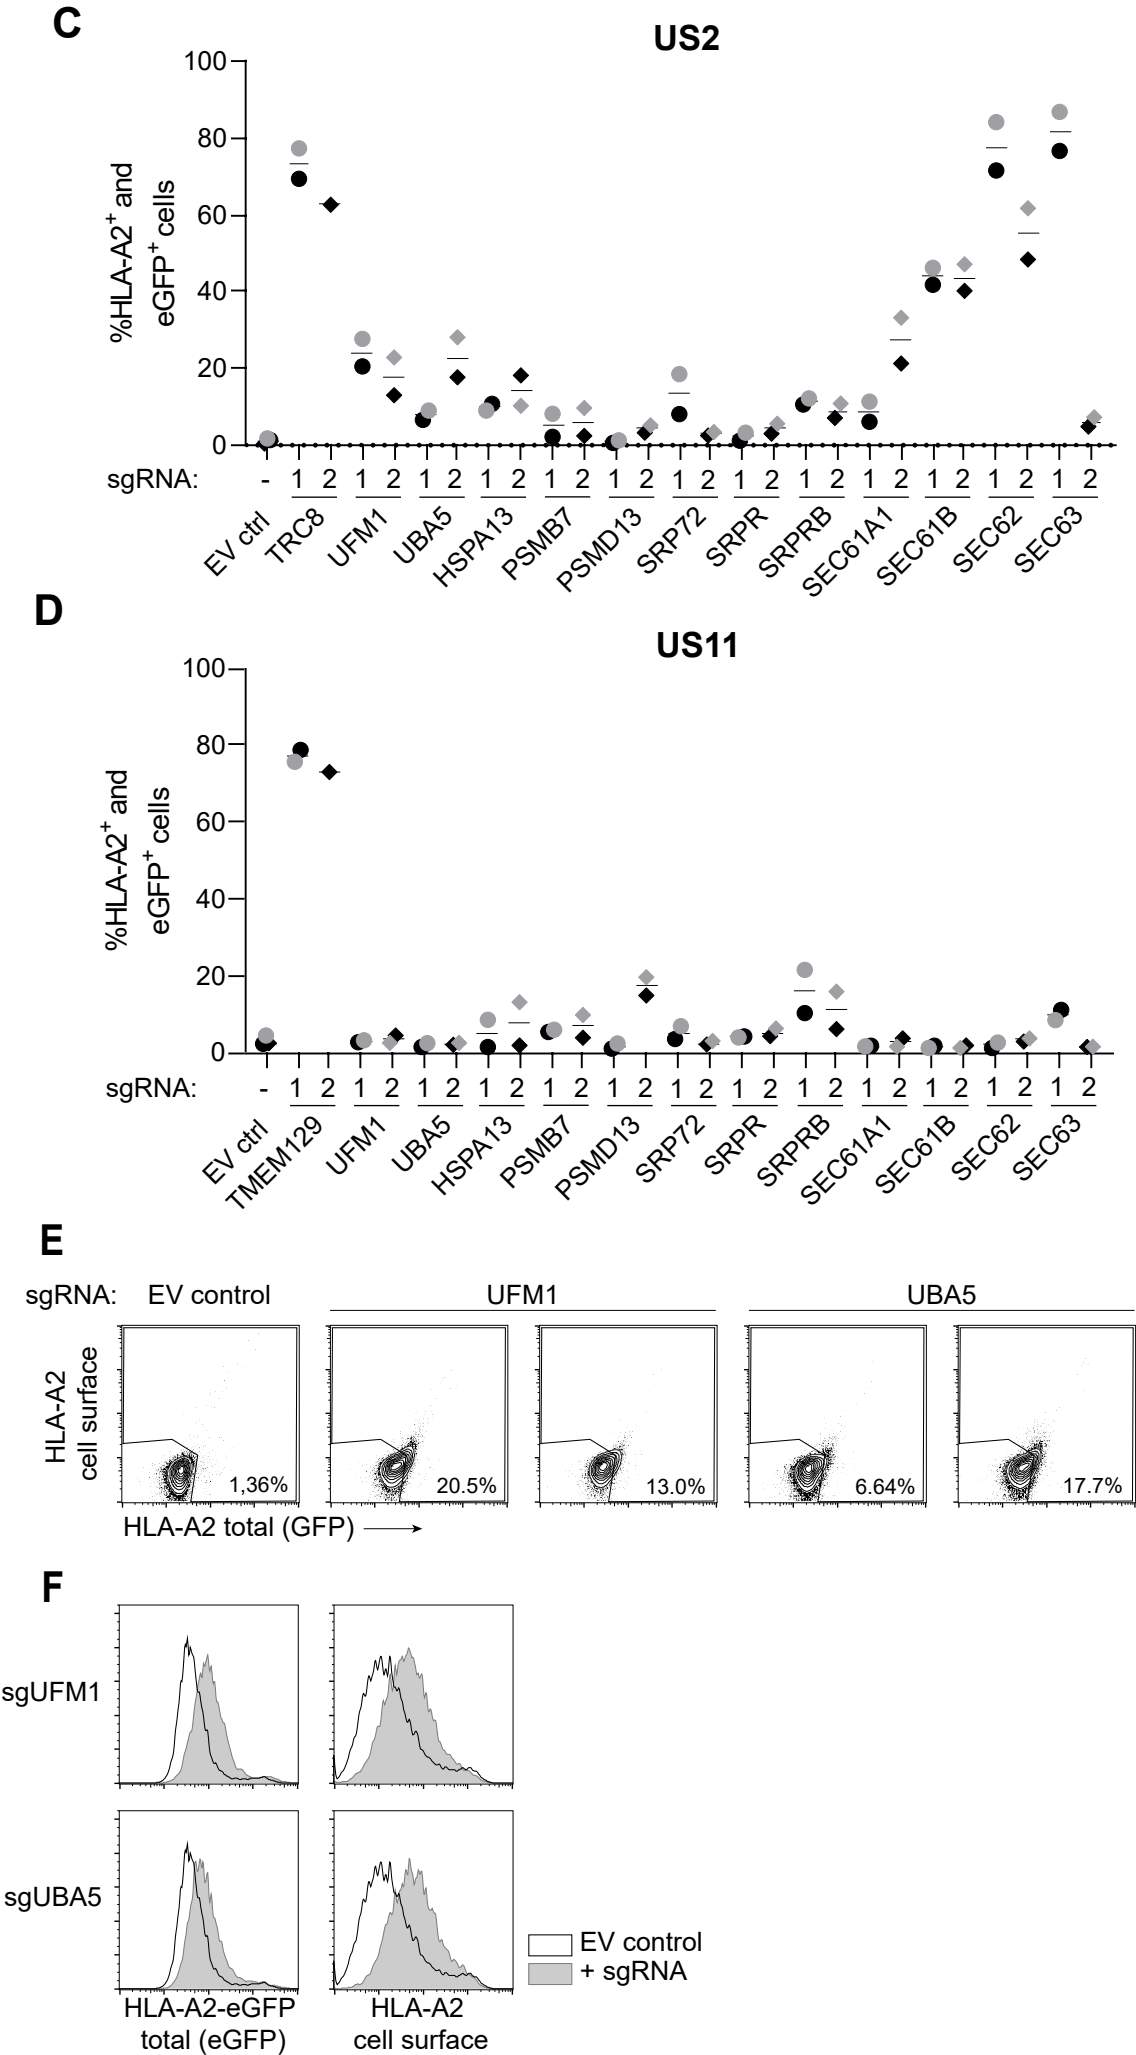 C
US2
%HLA-A2+ and
eGFP+ cells
100
80
60
40
20
0
sgRNA: - 1 2 1 2 1 2 1 2 1 2 1 2 1 2 1 2 1 2 1 2 1 2 1 2 1 2
EV ctrl TRC8 UFM1 UBA5 HSPA13 PSMB7 PSMD13 SRP72 SRPR SRPRB SEC61A1 SEC61B SEC62 SEC63
D
US11
%HLA-A2+ and
eGFP+ cells
100
80
60
40
20
0
sgRNA: - 1 2 1 2 1 2 1 2 1 2 1 2 1 2 1 2 1 2 1 2 1 2 1 2 1 2
EV ctrl TMEM129 UFM1 UBA5 HSPA13 PSMB7 PSMD13 SRP72 SRPR SRPRB SEC61A1 SEC61B SEC62 SEC63
E
sgRNA: EV control UFM1 UBA5
HLA-A2
cell surface
1,36% 20.5% 13.0% 6.64% 17.7%
HLA-A2 total (GFP)
F
sgUFM1
sgUBA5
EV control
+ sgRNA
HLA-A2-eGFP
total (eGFP)
HLA-A2
cell surface